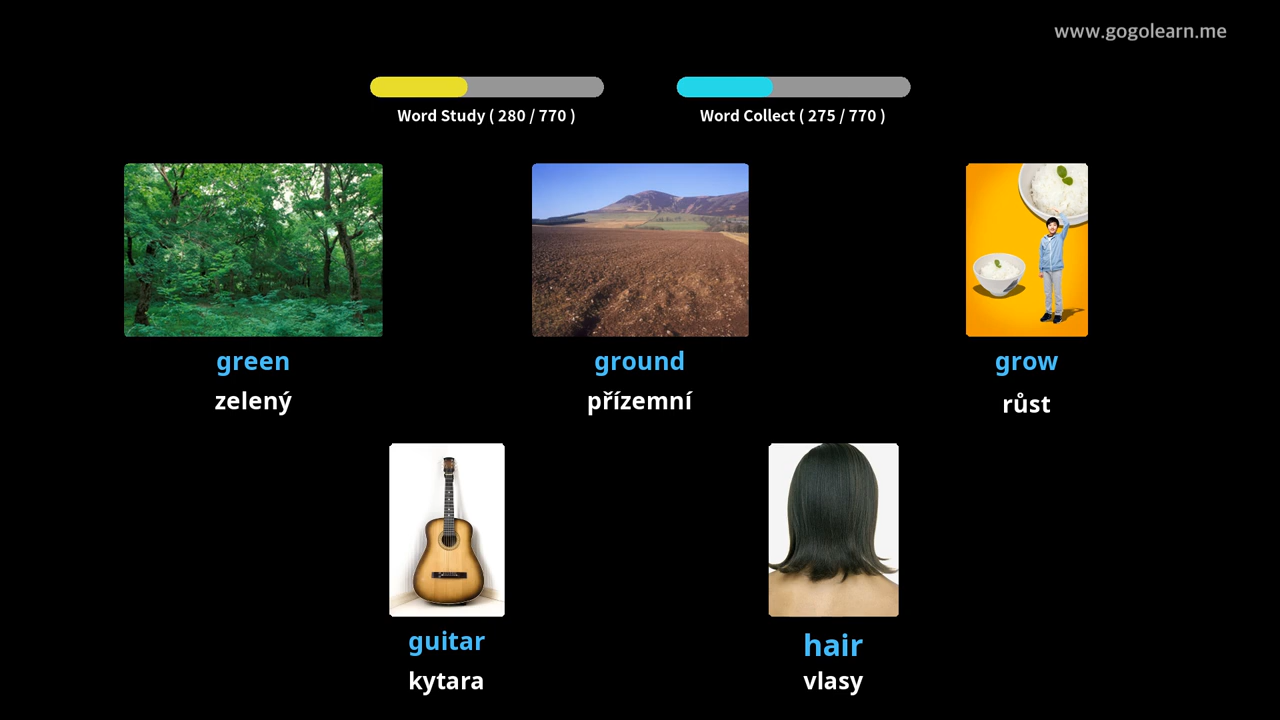 www.gogolearn.me
Word Study ( 280 / 770 )
Word Collect ( 275 / 770 )
green
ground
grow
zelený
přízemní
růst
guitar
hair
kytara
vlasy